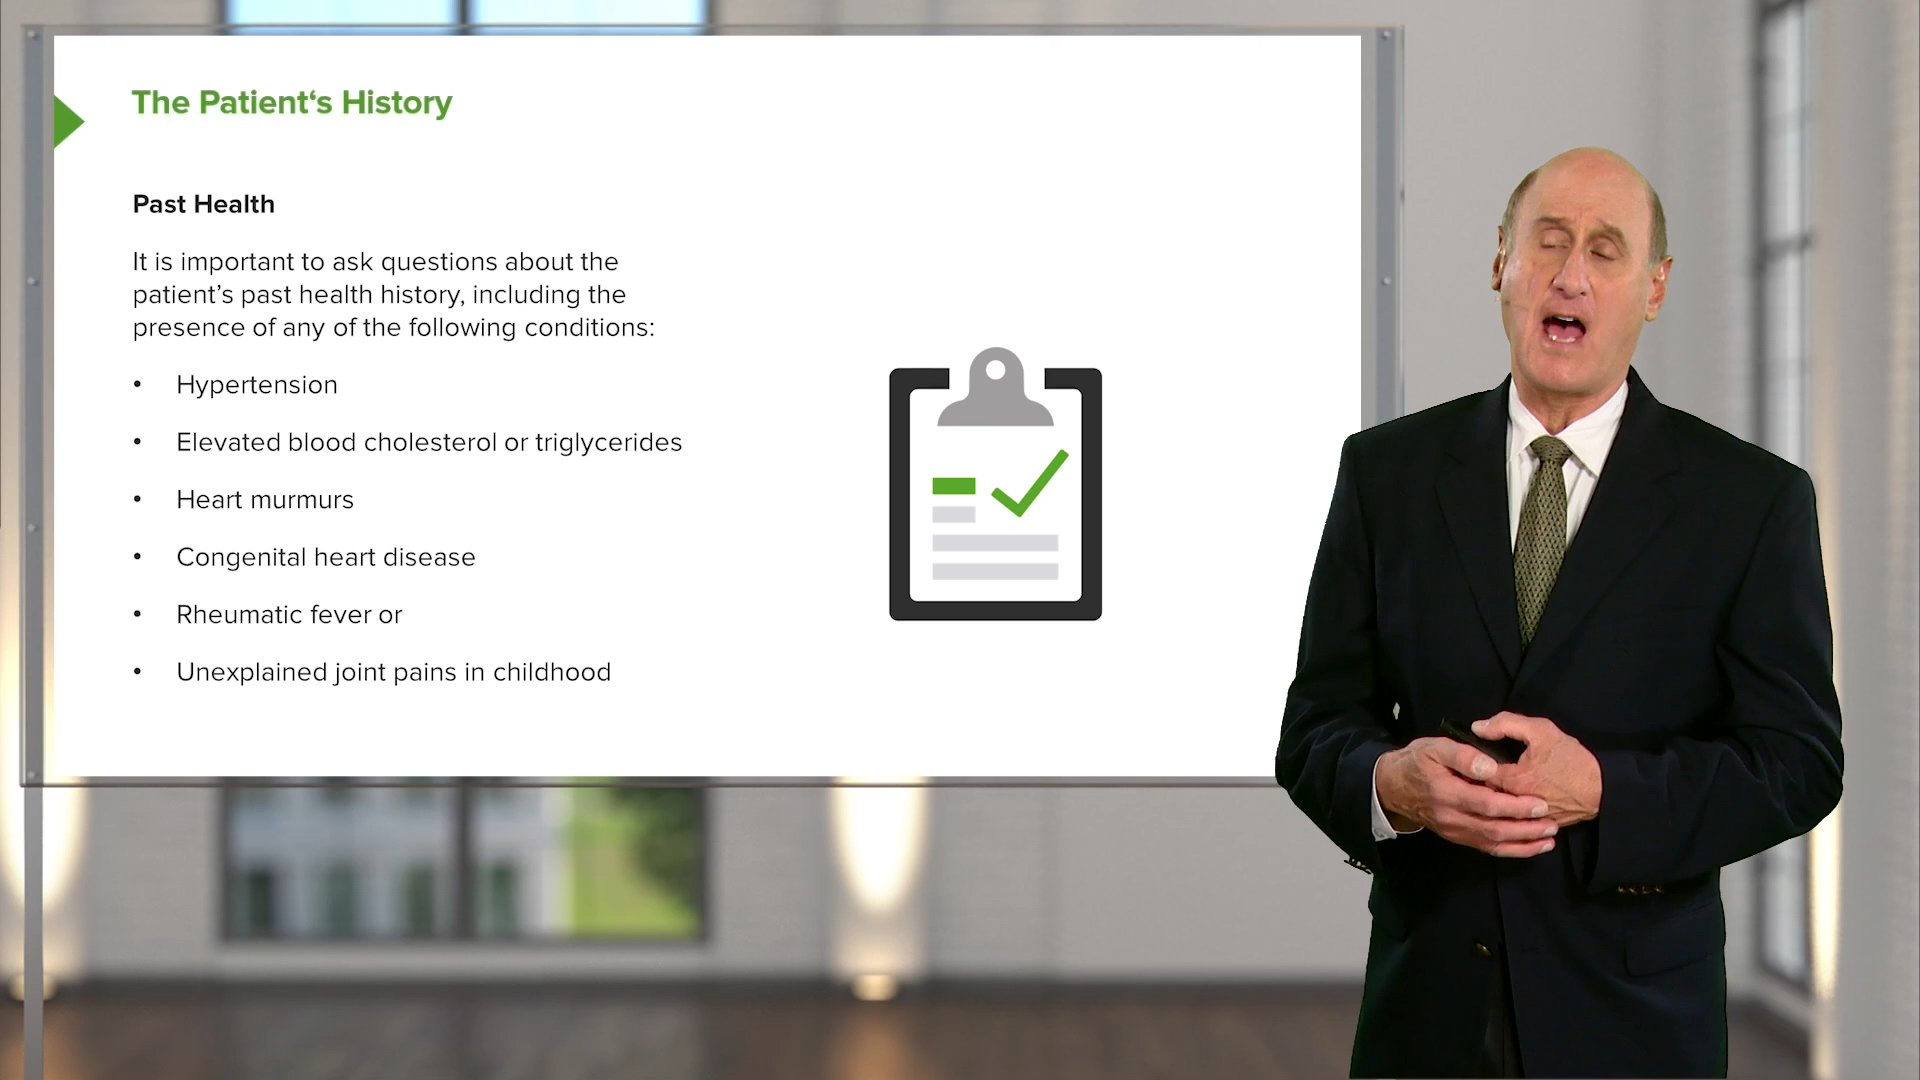 The Patient‘s History
Past Health
It is important to ask questions about the
patient’s past health history, including the
presence of any of the following conditions:
• Hypertension
• Elevated blood cholesterol or triglycerides
• Heart murmurs
• Congenital heart disease
• Rheumatic fever or
• Unexplained joint pains in childhood